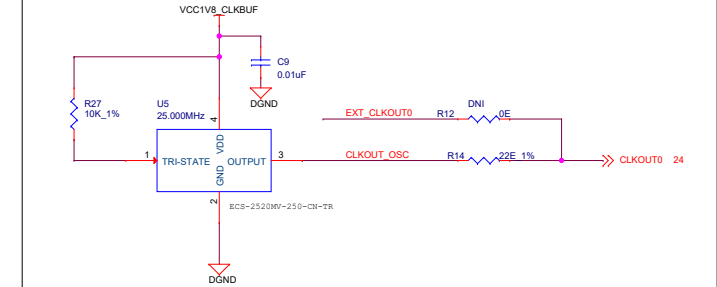 VCC1V8_CLKBUF
C9
0.01uF
DGND
R27
10K_1%
U5
25.000MHz
4
VDD
EXT_CLKOUT0
R12
DNI
0E
1
TRI-STATE
OUTPUT
3
CLKOUT_OSC
R14
22E_1%
CLKOUT0 24
GND
2
ECS-2520MV-250-CN-TR
DGND